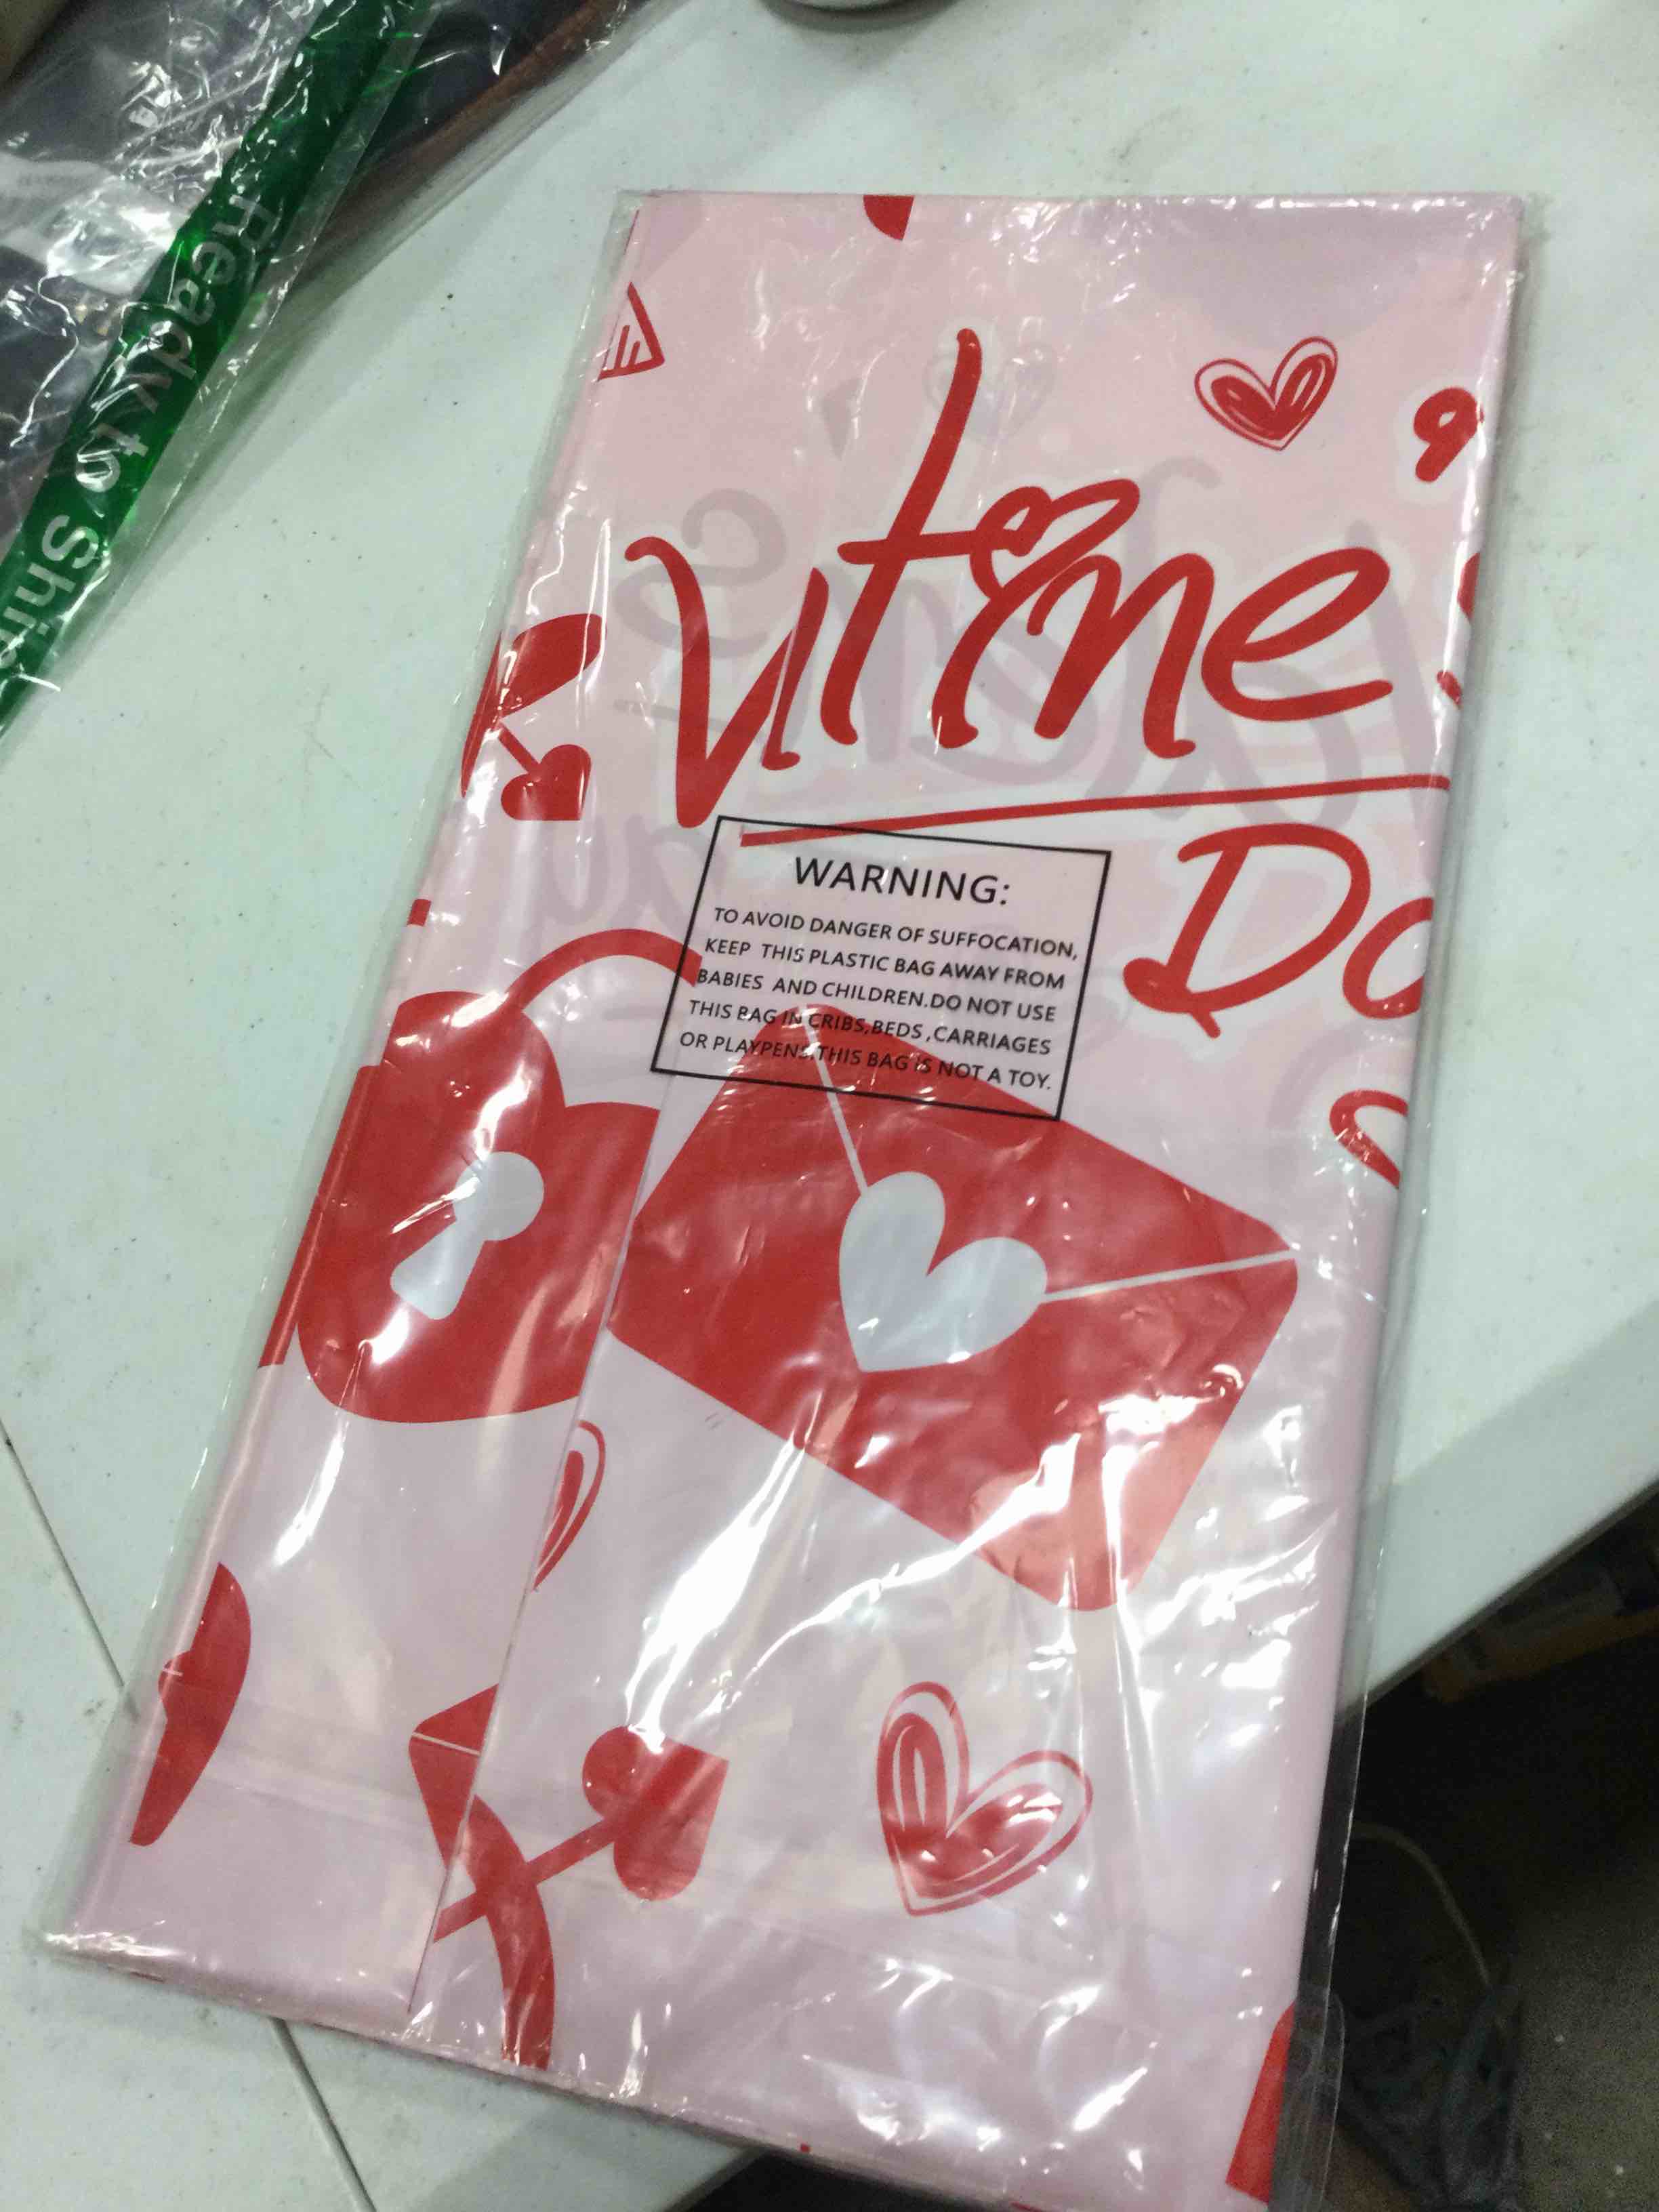 Ready to Ship
tine's
Da
WARNING:
TO AVOID DANGER OF SUFFOCATION,
KEEP THIS PLASTIC BAG AWAY FROM
BABIES AND CHILDREN.DO NOT USE
THIS BAG IN CRIBS,BEDS,CARRIAGES
OR PLAYPENS.THIS BAG IS NOT A TOY.